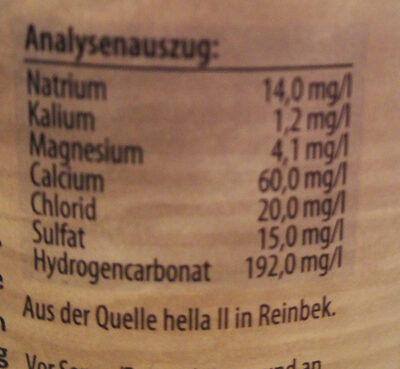 Analysenauszug:
Natrium 14,0 mg/l
Kalium 1,2 mg/l
Magnesium 4,1 mg/l
Calcium 60,0 mg/l
Chlorid 20,0 mg/l
Sulfat 15,0 mg/l
Hydrogencarbonat 192,0 mg/l
Aus der Quelle hella II in Reinbek.